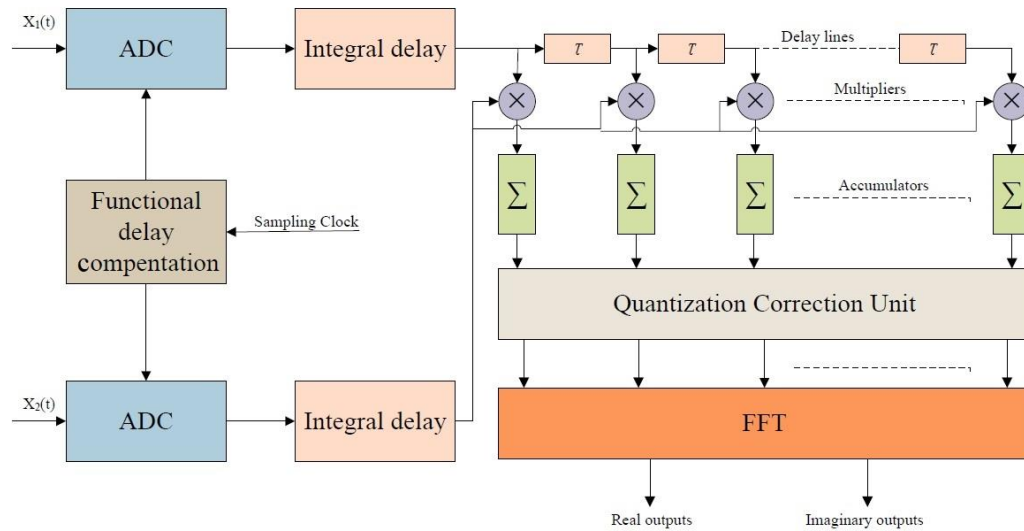 X₁(t)
ADC
Integral delay
τ
τ
Delay lines
τ
× × × Multipliers ×
Functional
delay
compentation
Sampling Clock
Σ Σ Σ Accumulators Σ
Quantization Correction Unit
X₂(t)
ADC
Integral delay
FFT
Real outputs
Imaginary outputs